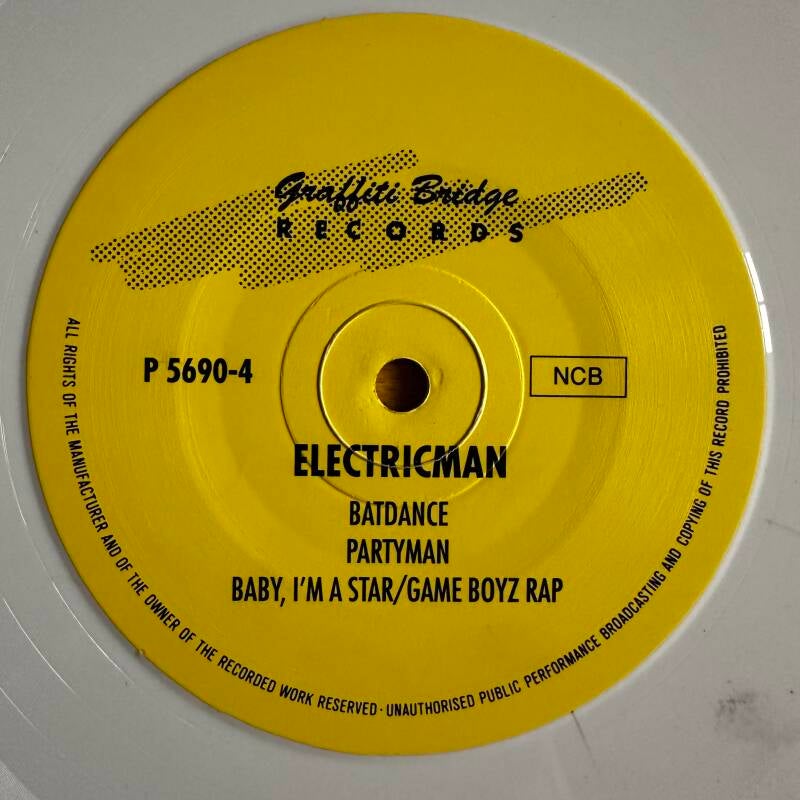 Graffiti Bridge
RECORDS
P 5690-4
NCB
ELECTRICMAN
BATDANCE
PARTYMAN
BABY, I'M A STAR/GAME BOYZ RAP
ALL RIGHTS OF THE MANUFACTURER AND OF THE OWNER OF THE RECORDED WORK RESERVED · UNAUTHORISED PUBLIC PERFORMANCE BROADCASTING AND COPYING OF THIS RECORD PROHIBITED